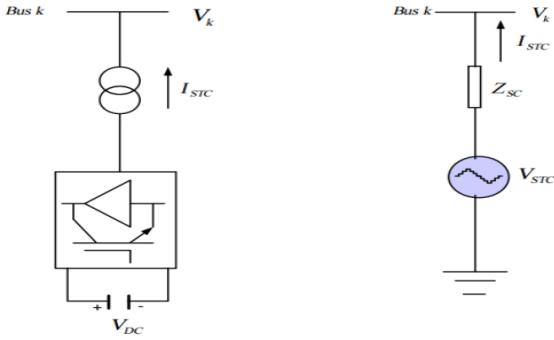 Bus k
V_k
I_STC
+ -
V_DC
Bus k
V_k
I_STC
Z_SC
V_STC